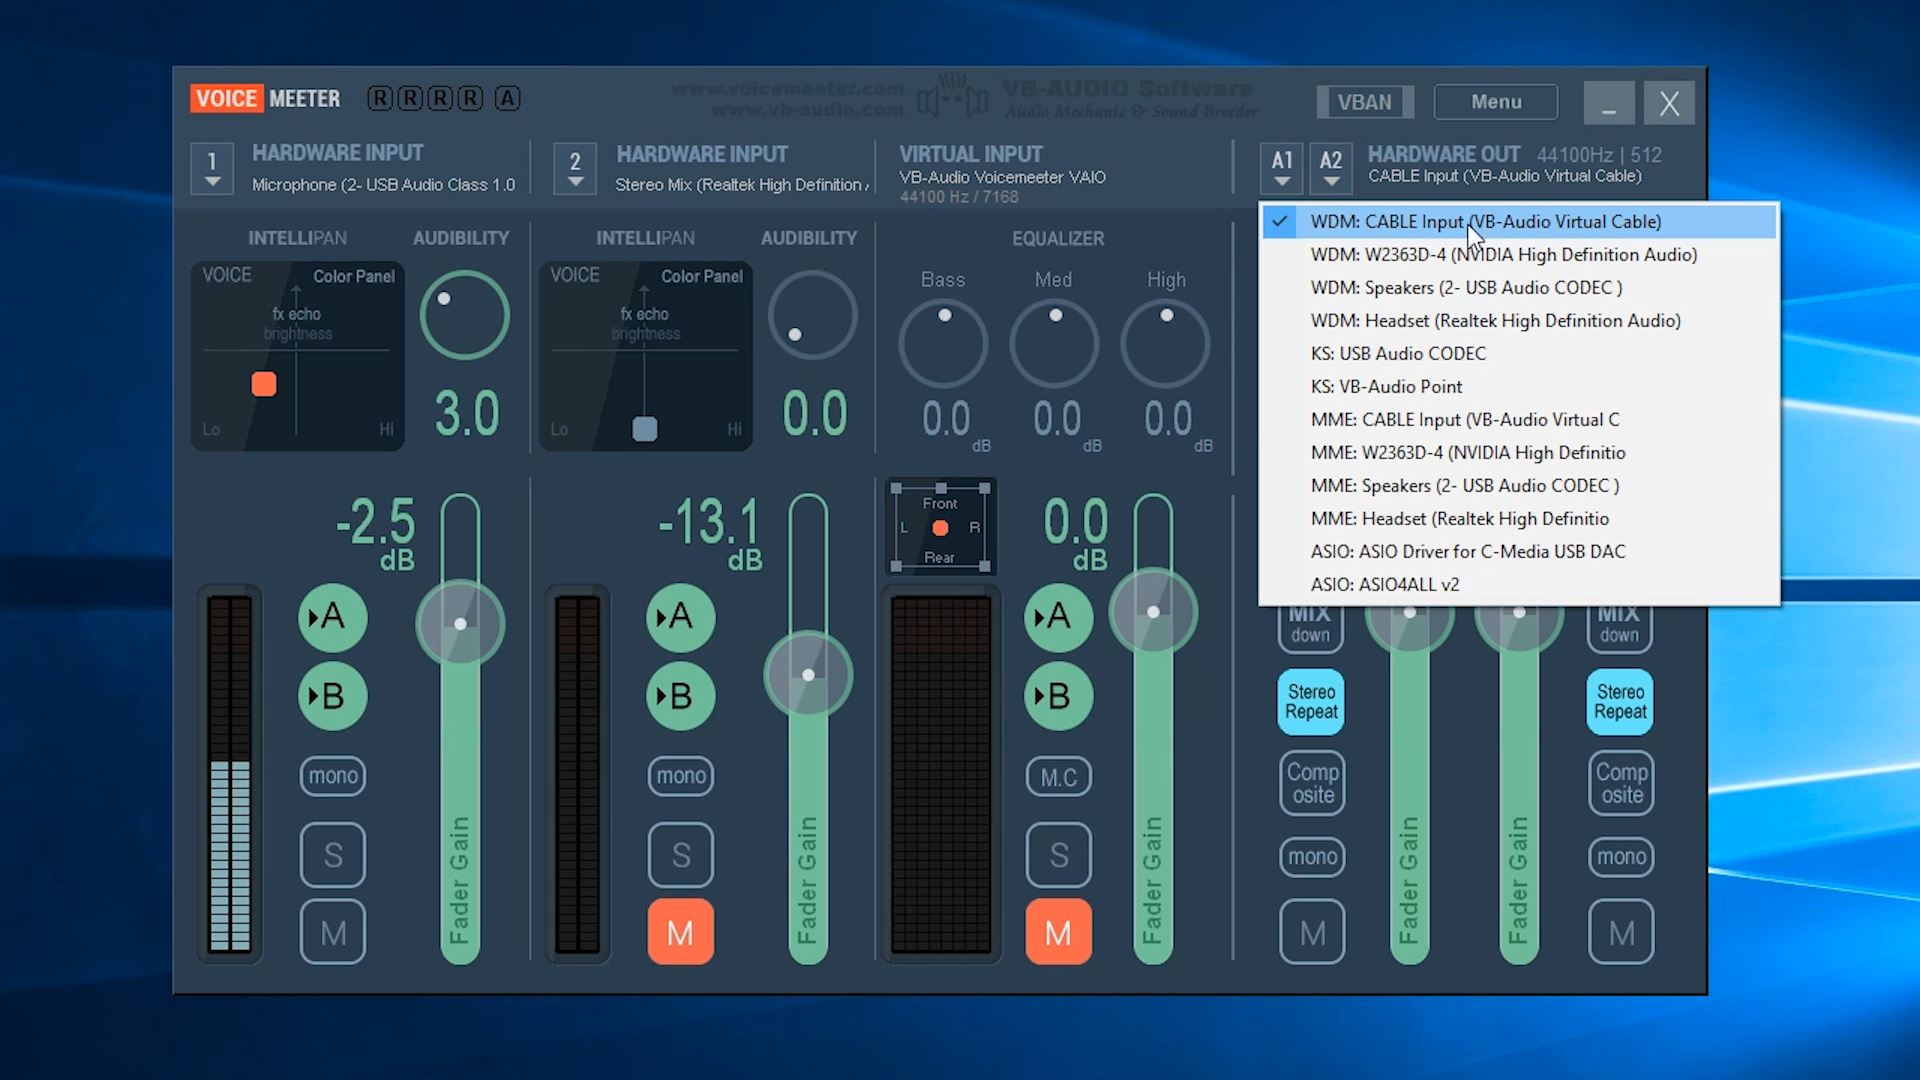 VOICE MEETER R R R R A
www.voicemeeter.com
www.vb-audio.com
VB-AUDIO Software
Audio Mechanic & Sound Breeder
VBAN
Menu
_
X
1
HARDWARE INPUT
Microphone (2- USB Audio Class 1.0
2
HARDWARE INPUT
Stereo Mix (Realtek High Definition A
VIRTUAL INPUT
VB-Audio Voicemeeter VAIO
44100 Hz / 7168
A1
A2
HARDWARE OUT 44100Hz | 512
CABLE Input (VB-Audio Virtual Cable)
WDM: CABLE Input (VB-Audio Virtual Cable)
WDM: W2363D-4 (NVIDIA High Definition Audio)
WDM: Speakers (2- USB Audio CODEC )
WDM: Headset (Realtek High Definition Audio)
KS: USB Audio CODEC
KS: VB-Audio Point
MME: CABLE Input (VB-Audio Virtual C
MME: W2363D-4 (NVIDIA High Definitio
MME: Speakers (2- USB Audio CODEC )
MME: Headset (Realtek High Definitio
ASIO: ASIO Driver for C-Media USB DAC
ASIO: ASIO4ALL v2
INTELLIPAN
AUDIBILITY
VOICE
Color Panel
fx echo
brightness
Lo
Hi
3.0
INTELLIPAN
AUDIBILITY
VOICE
Color Panel
fx echo
brightness
Lo
Hi
0.0
EQUALIZER
Bass
Med
High
0.0
dB
0.0
dB
0.0
dB
-2.5
dB
A
B
mono
S
M
Fader Gain
-13.1
dB
A
B
mono
S
M
Fader Gain
Front
L
R
Rear
0.0
dB
A
B
M.C
S
M
Fader Gain
MIX
down
Stereo
Repeat
Comp
osite
mono
M
Fader Gain
Fader Gain
MIX
down
Stereo
Repeat
Comp
osite
mono
M